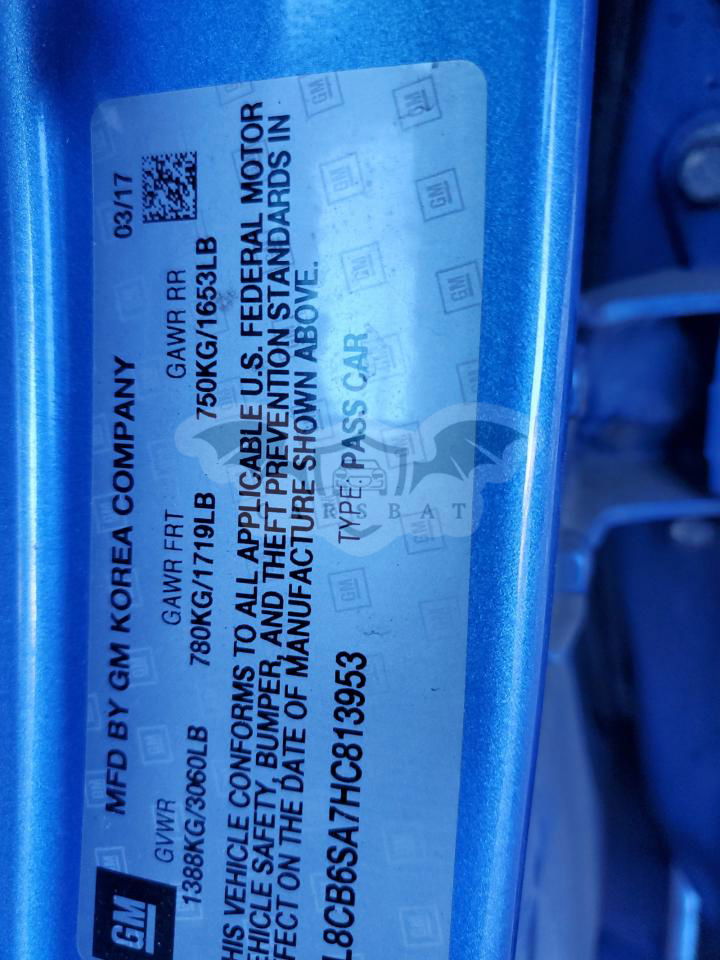 GM
MFD BY GM KOREA COMPANY 03/17
GVWR GAWR FRT GAWR RR
1388KG/3060LB 780KG/1719LB 750KG/1653LB
HIS VEHICLE CONFORMS TO ALL APPLICABLE U.S. FEDERAL MOTOR
EHICLE SAFETY, BUMPER, AND THEFT PREVENTION STANDARDS IN
FFECT ON THE DATE OF MANUFACTURE SHOWN ABOVE.
L8CB6SA7HC813953 TYPE: PASS CAR
CARSBAT